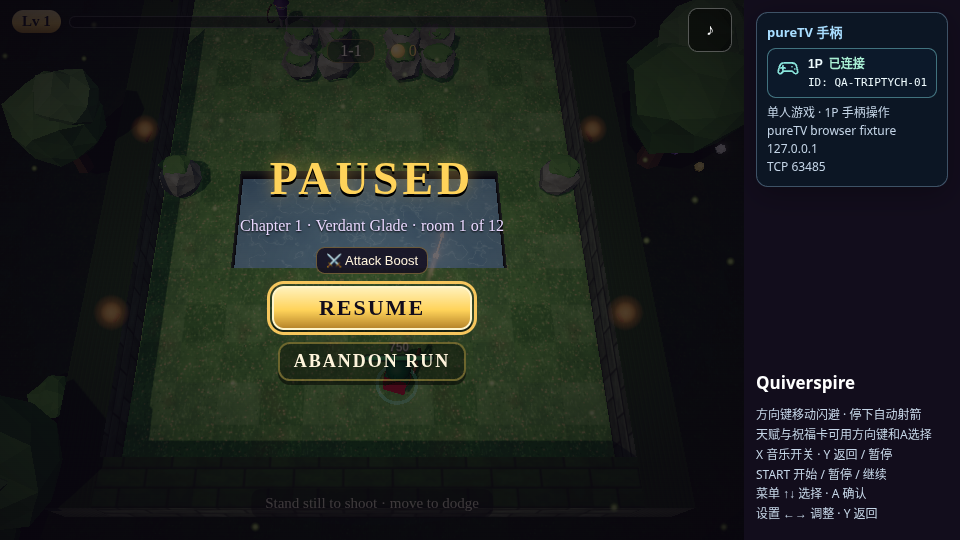 Lv 1
1-1
0
♪
PAUSED
Chapter 1 · Verdant Glade · room 1 of 12
⚔️ Attack Boost
RESUME
750
ABANDON RUN
Stand still to shoot · move to dodge
pureTV 手柄
1P 已连接
ID: QA-TRIPTYCH-01
单人游戏 · 1P 手柄操作
pureTV browser fixture
127.0.0.1
TCP 63485
Quiverspire
方向键移动闪避 · 停下自动射箭
天赋与祝福卡可用方向键和A选择
X 音乐开关 · Y 返回 / 暂停
START 开始 / 暂停 / 继续
菜单 ↑↓ 选择 · A 确认
设置 ←→ 调整 · Y 返回